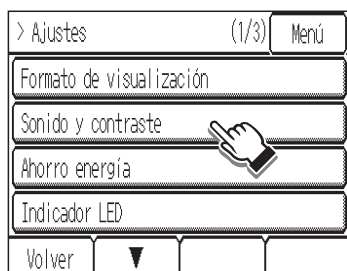 > Ajustes (1/3) Menú
Formato de visualización
Sonido y contraste
Ahorro energía
Indicador LED
Volver ▼